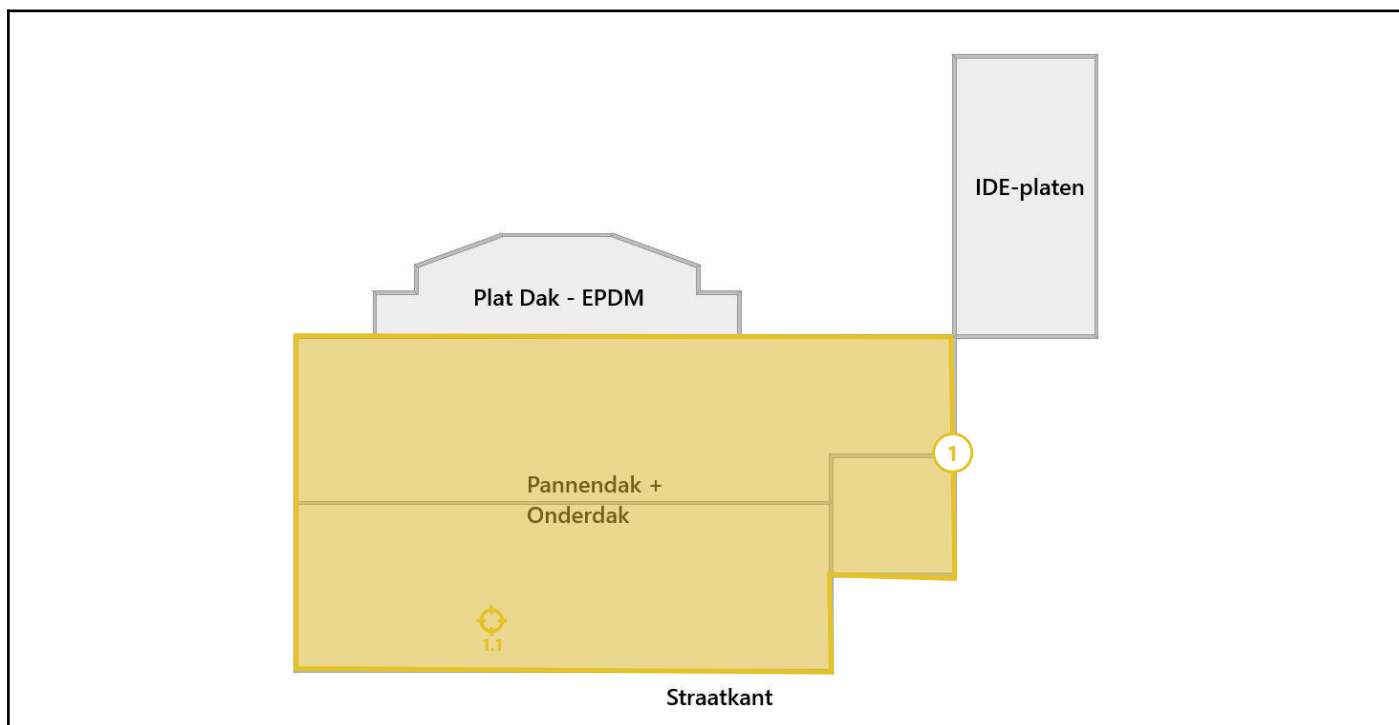 IDE-platen
Plat Dak - EPDM
1
Pannendak +
Onderdak
1.1
Straatkant